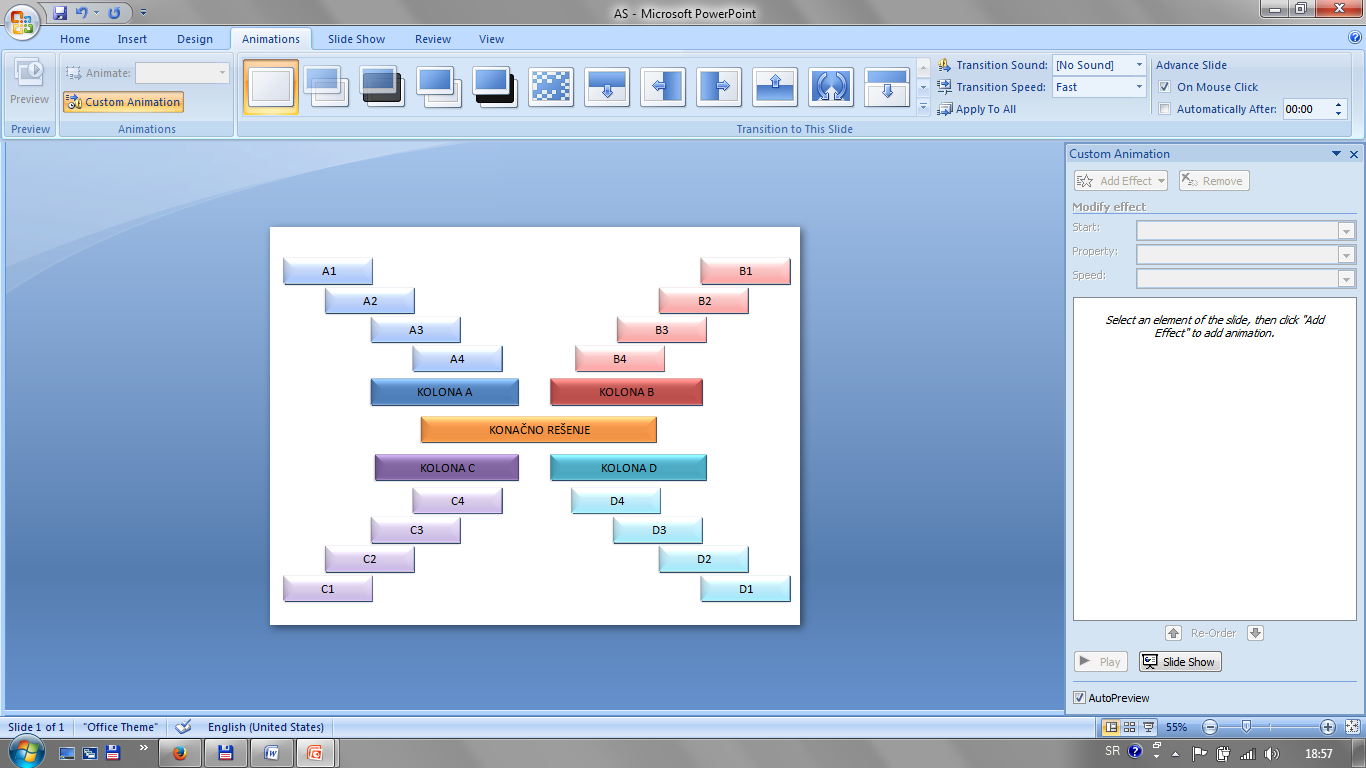 AS - Microsoft PowerPoint
Home Insert Design Animations Slide Show Review View
Preview
Animate:
Custom Animation
Preview Animations
Transition Sound: [No Sound]
Transition Speed: Fast
Apply To All
Transition to This Slide
Advance Slide
On Mouse Click
Automatically After: 00:00
A1 B1
A2 B2
A3 B3
A4 B4
KOLONA A KOLONA B
KONAČNO REŠENJE
KOLONA C KOLONA D
C4 D4
C3 D3
C2 D2
C1 D1
Custom Animation
Add Effect Remove
Modify effect
Start:
Property:
Speed:
Select an element of the slide, then click "Add
Effect" to add animation.
Re-Order
Play Slide Show
AutoPreview
Slide 1 of 1 "Office Theme" English (United States) 55%
SR 18:57